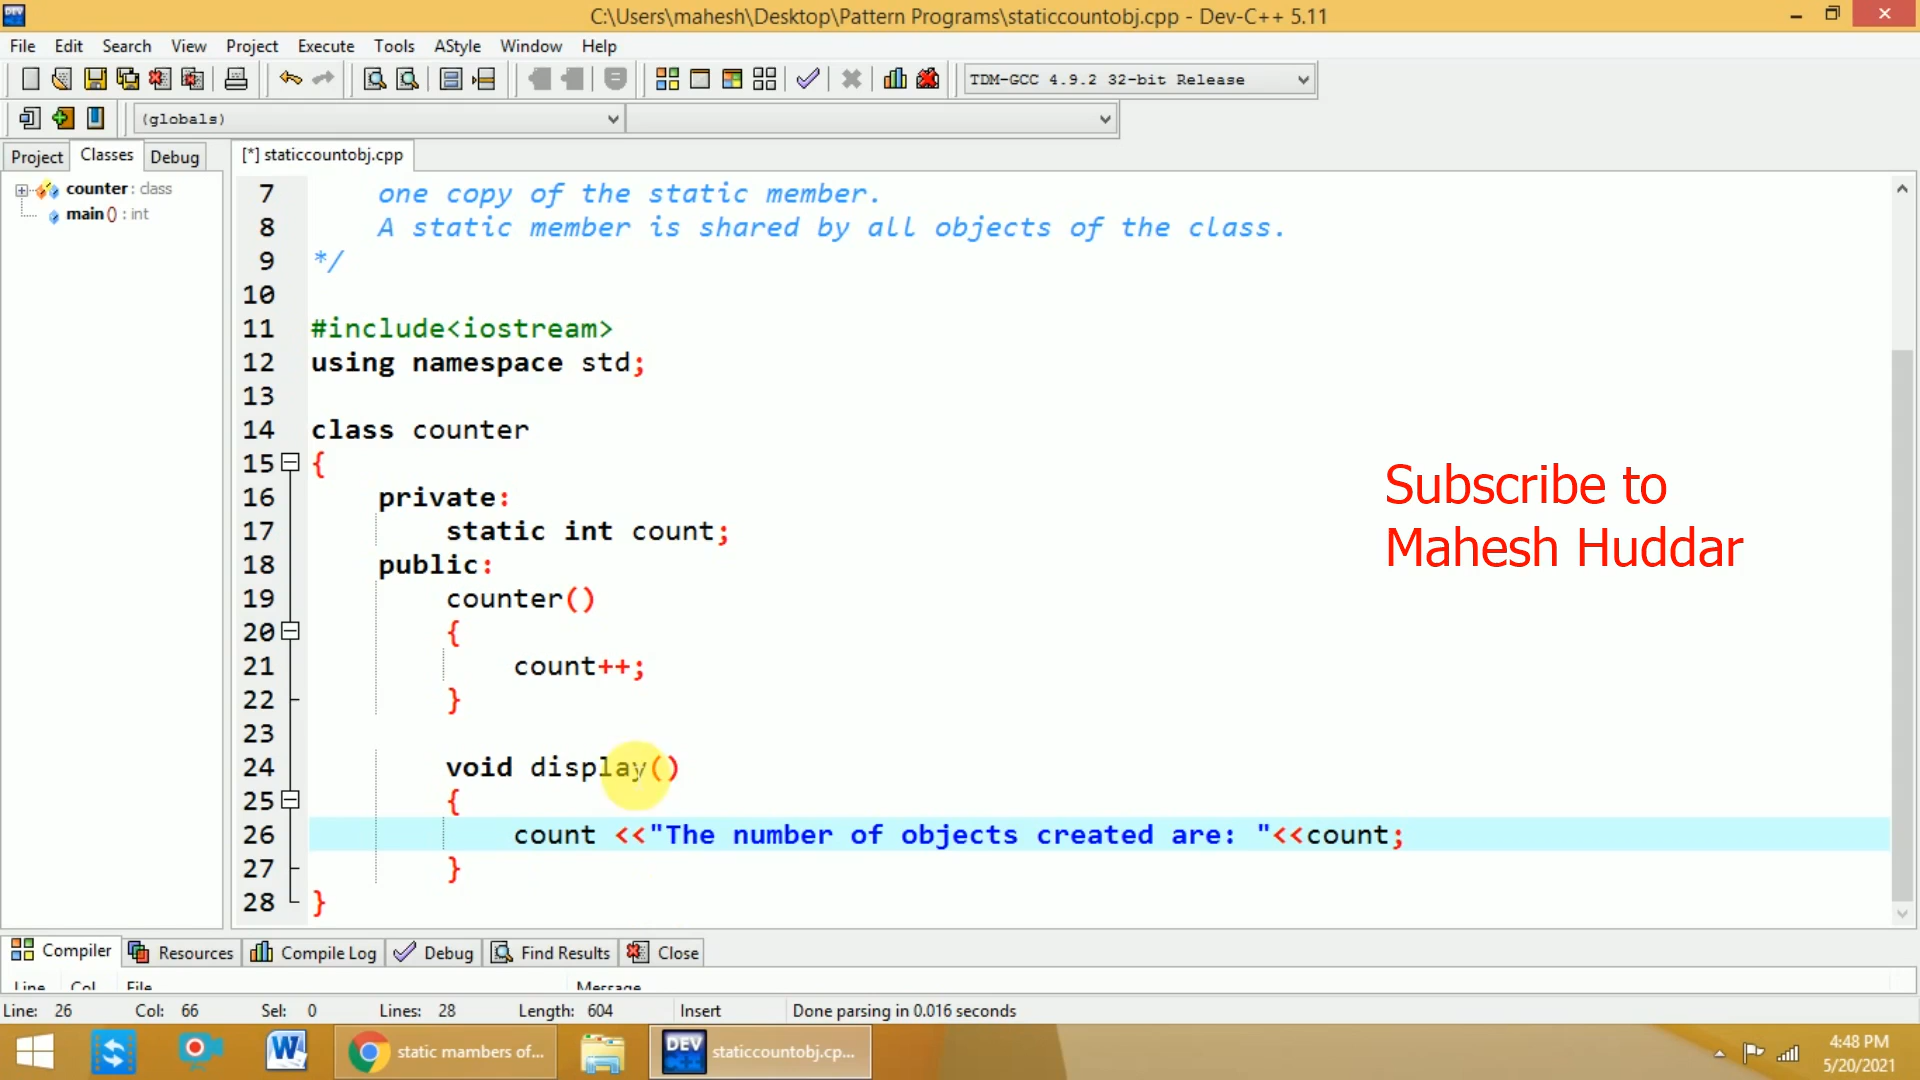 C:\Users\mahesh\Desktop\Pattern Programs\staticcountobj.cpp - Dev-C++ 5.11
File Edit Search View Project Execute Tools AStyle Window Help
TDM-GCC 4.9.2 32-bit Release
(globals)
Project Classes Debug [*] staticcountobj.cpp
counter : class
main () : int
7 one copy of the static member.
8 A static member is shared by all objects of the class.
9 */
10
11 #include<iostream>
12 using namespace std;
13
14 class counter
15 {
16 private:
17 static int count;
18 public:
19 counter()
20 {
21 count++;
22 }
23
24 void display()
25 {
26 count <<"The number of objects created are: "<<count;
27 }
28 }
Subscribe to
Mahesh Huddar
Compiler Resources Compile Log Debug Find Results Close
Line Col File Message
Line: 26 Col: 66 Sel: 0 Lines: 28 Length: 604 Insert Done parsing in 0.016 seconds
static mambers of...
DEV C++ staticcountobj.cp...
4:48 PM
5/20/2021